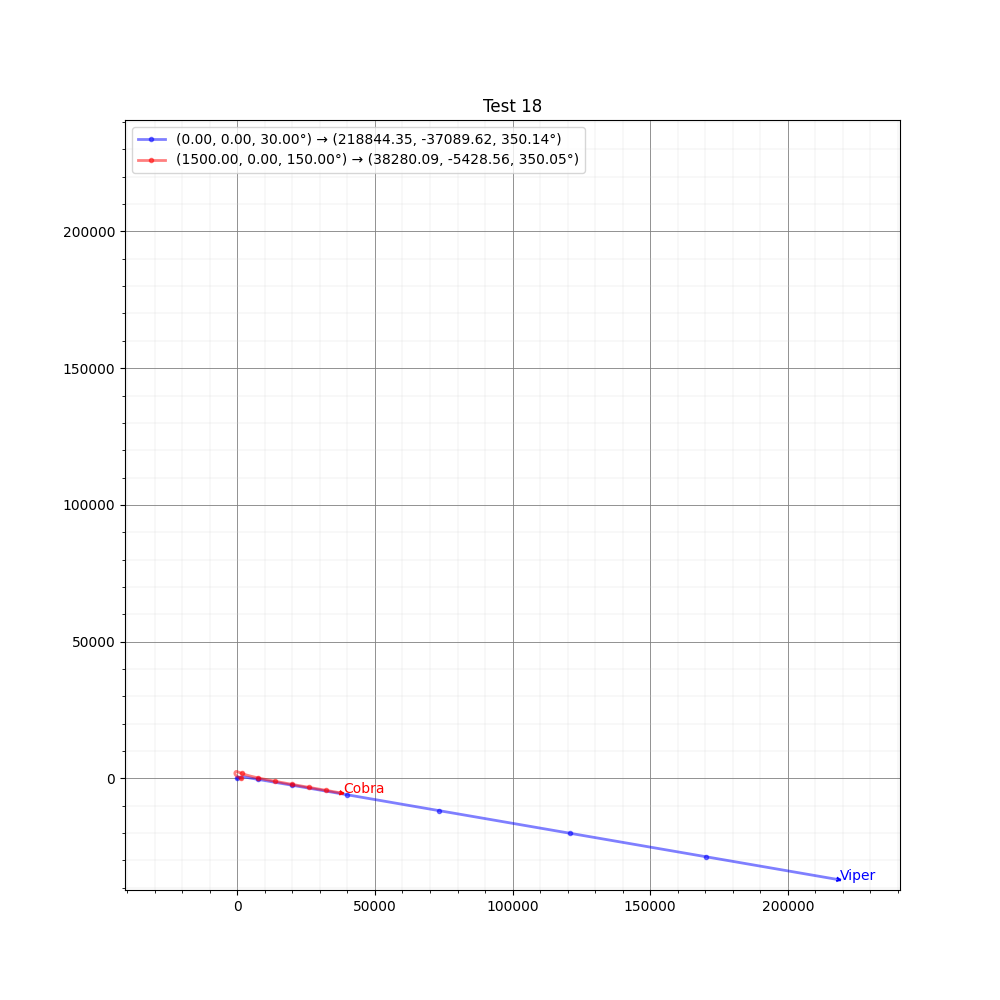 Test 18
(0.00, 0.00, 30.00°) → (218844.35, -37089.62, 350.14°)
(1500.00, 0.00, 150.00°) → (38280.09, -5428.56, 350.05°)
200000
150000
100000
50000
0
Cobra
Viper
0 50000 100000 150000 200000